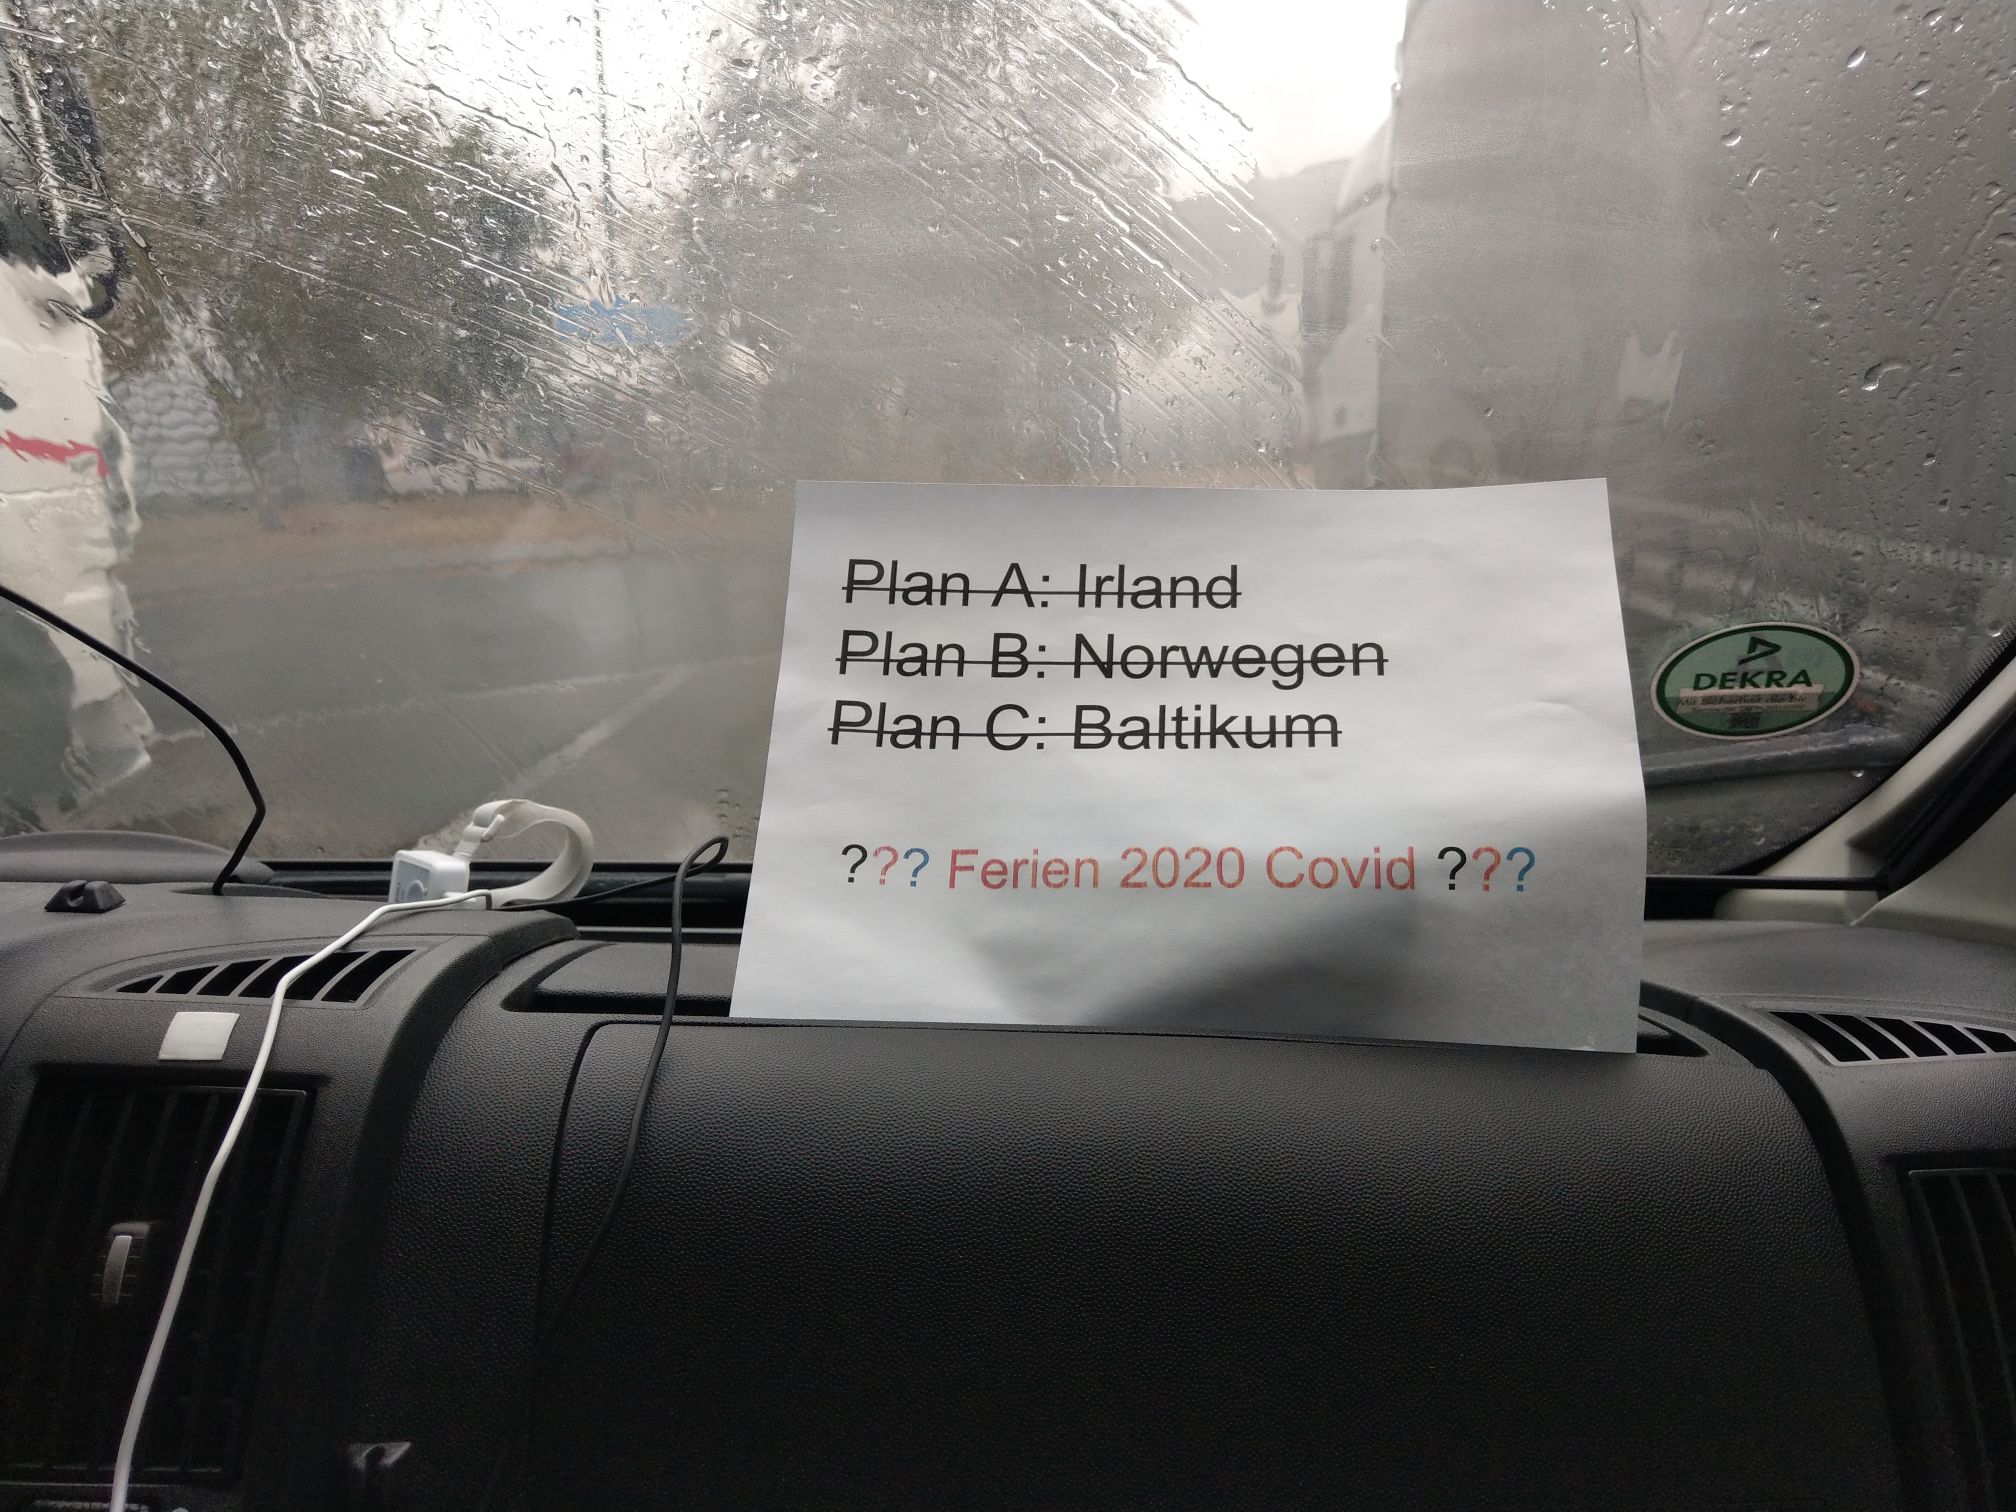 Plan A: Irland
Plan B: Norwegen
Plan C: Baltikum
??? Ferien 2020 Covid ???
DEKRA